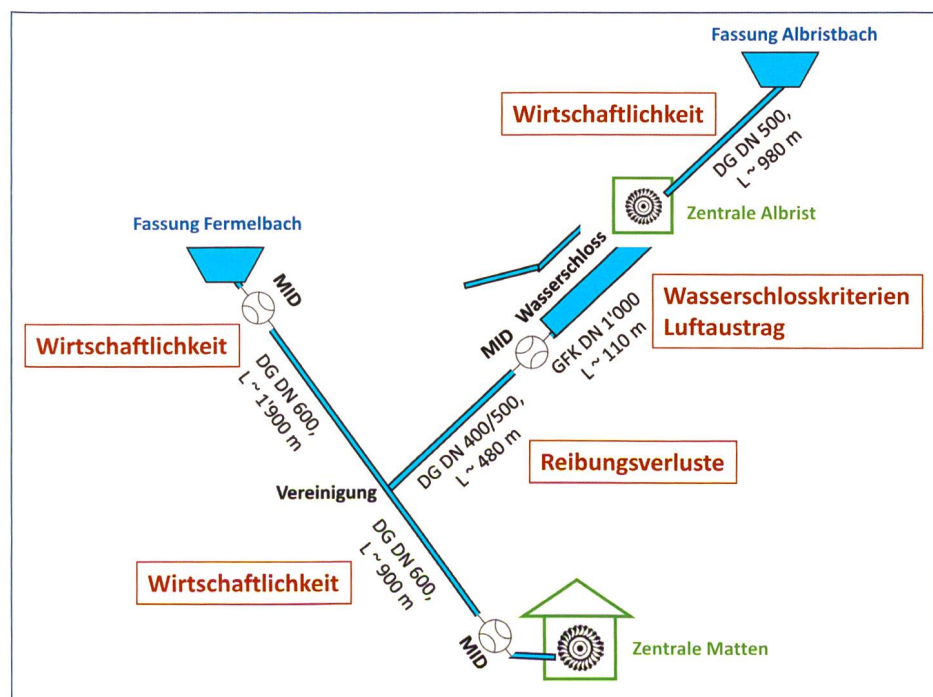 Fassung Albristbach
Wirtschaftlichkeit
DG DN 500,
L ~ 980 m
Zentrale Albrist
Fassung Fermelbach
Wasserschloss
MID
Wasserschlosskriterien
Luftaustrag
MID
GFK DN 1'000
L ~ 110 m
Wirtschaftlichkeit
DG DN 600,
L ~ 1'900 m
DG DN 400/500,
L ~ 480 m
Reibungsverluste
Vereinigung
DG DN 600,
L ~ 900 m
Wirtschaftlichkeit
MID
Zentrale Matten